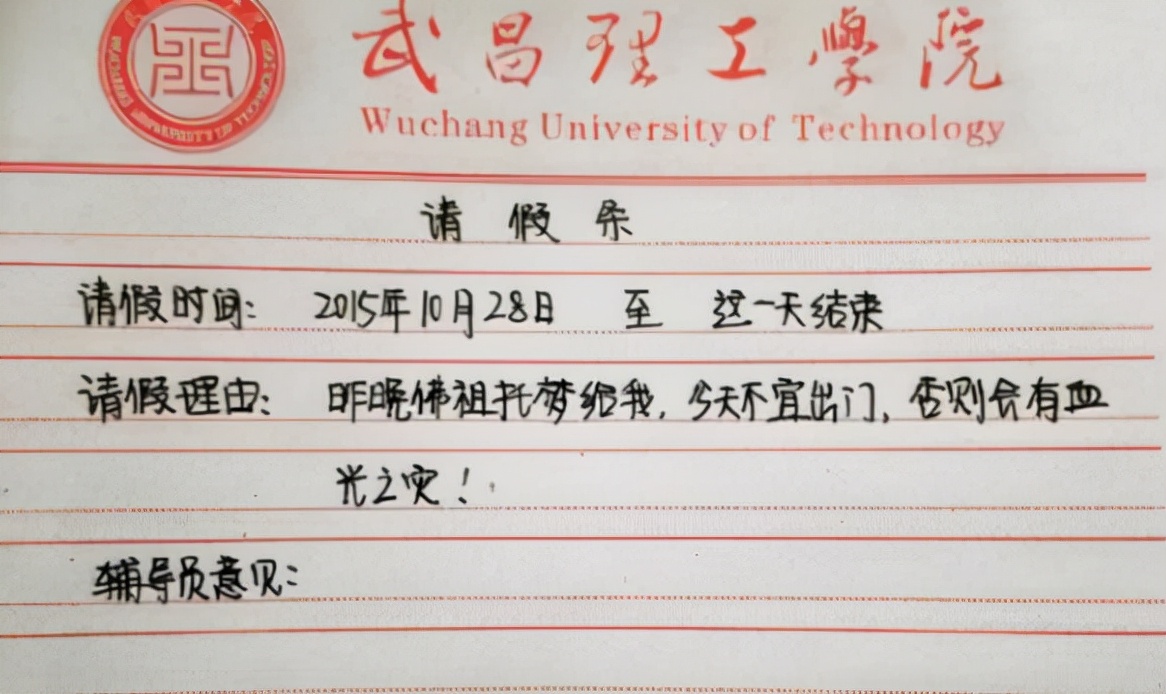 武昌理工學院
Wuchang University of Technology
请假条
请假时间: 2015年10月28日 至 这一天结束
请假理由: 昨晚佛祖托梦给我，今天不宜出门，否则会有血
光之灾！
辅导员意见: